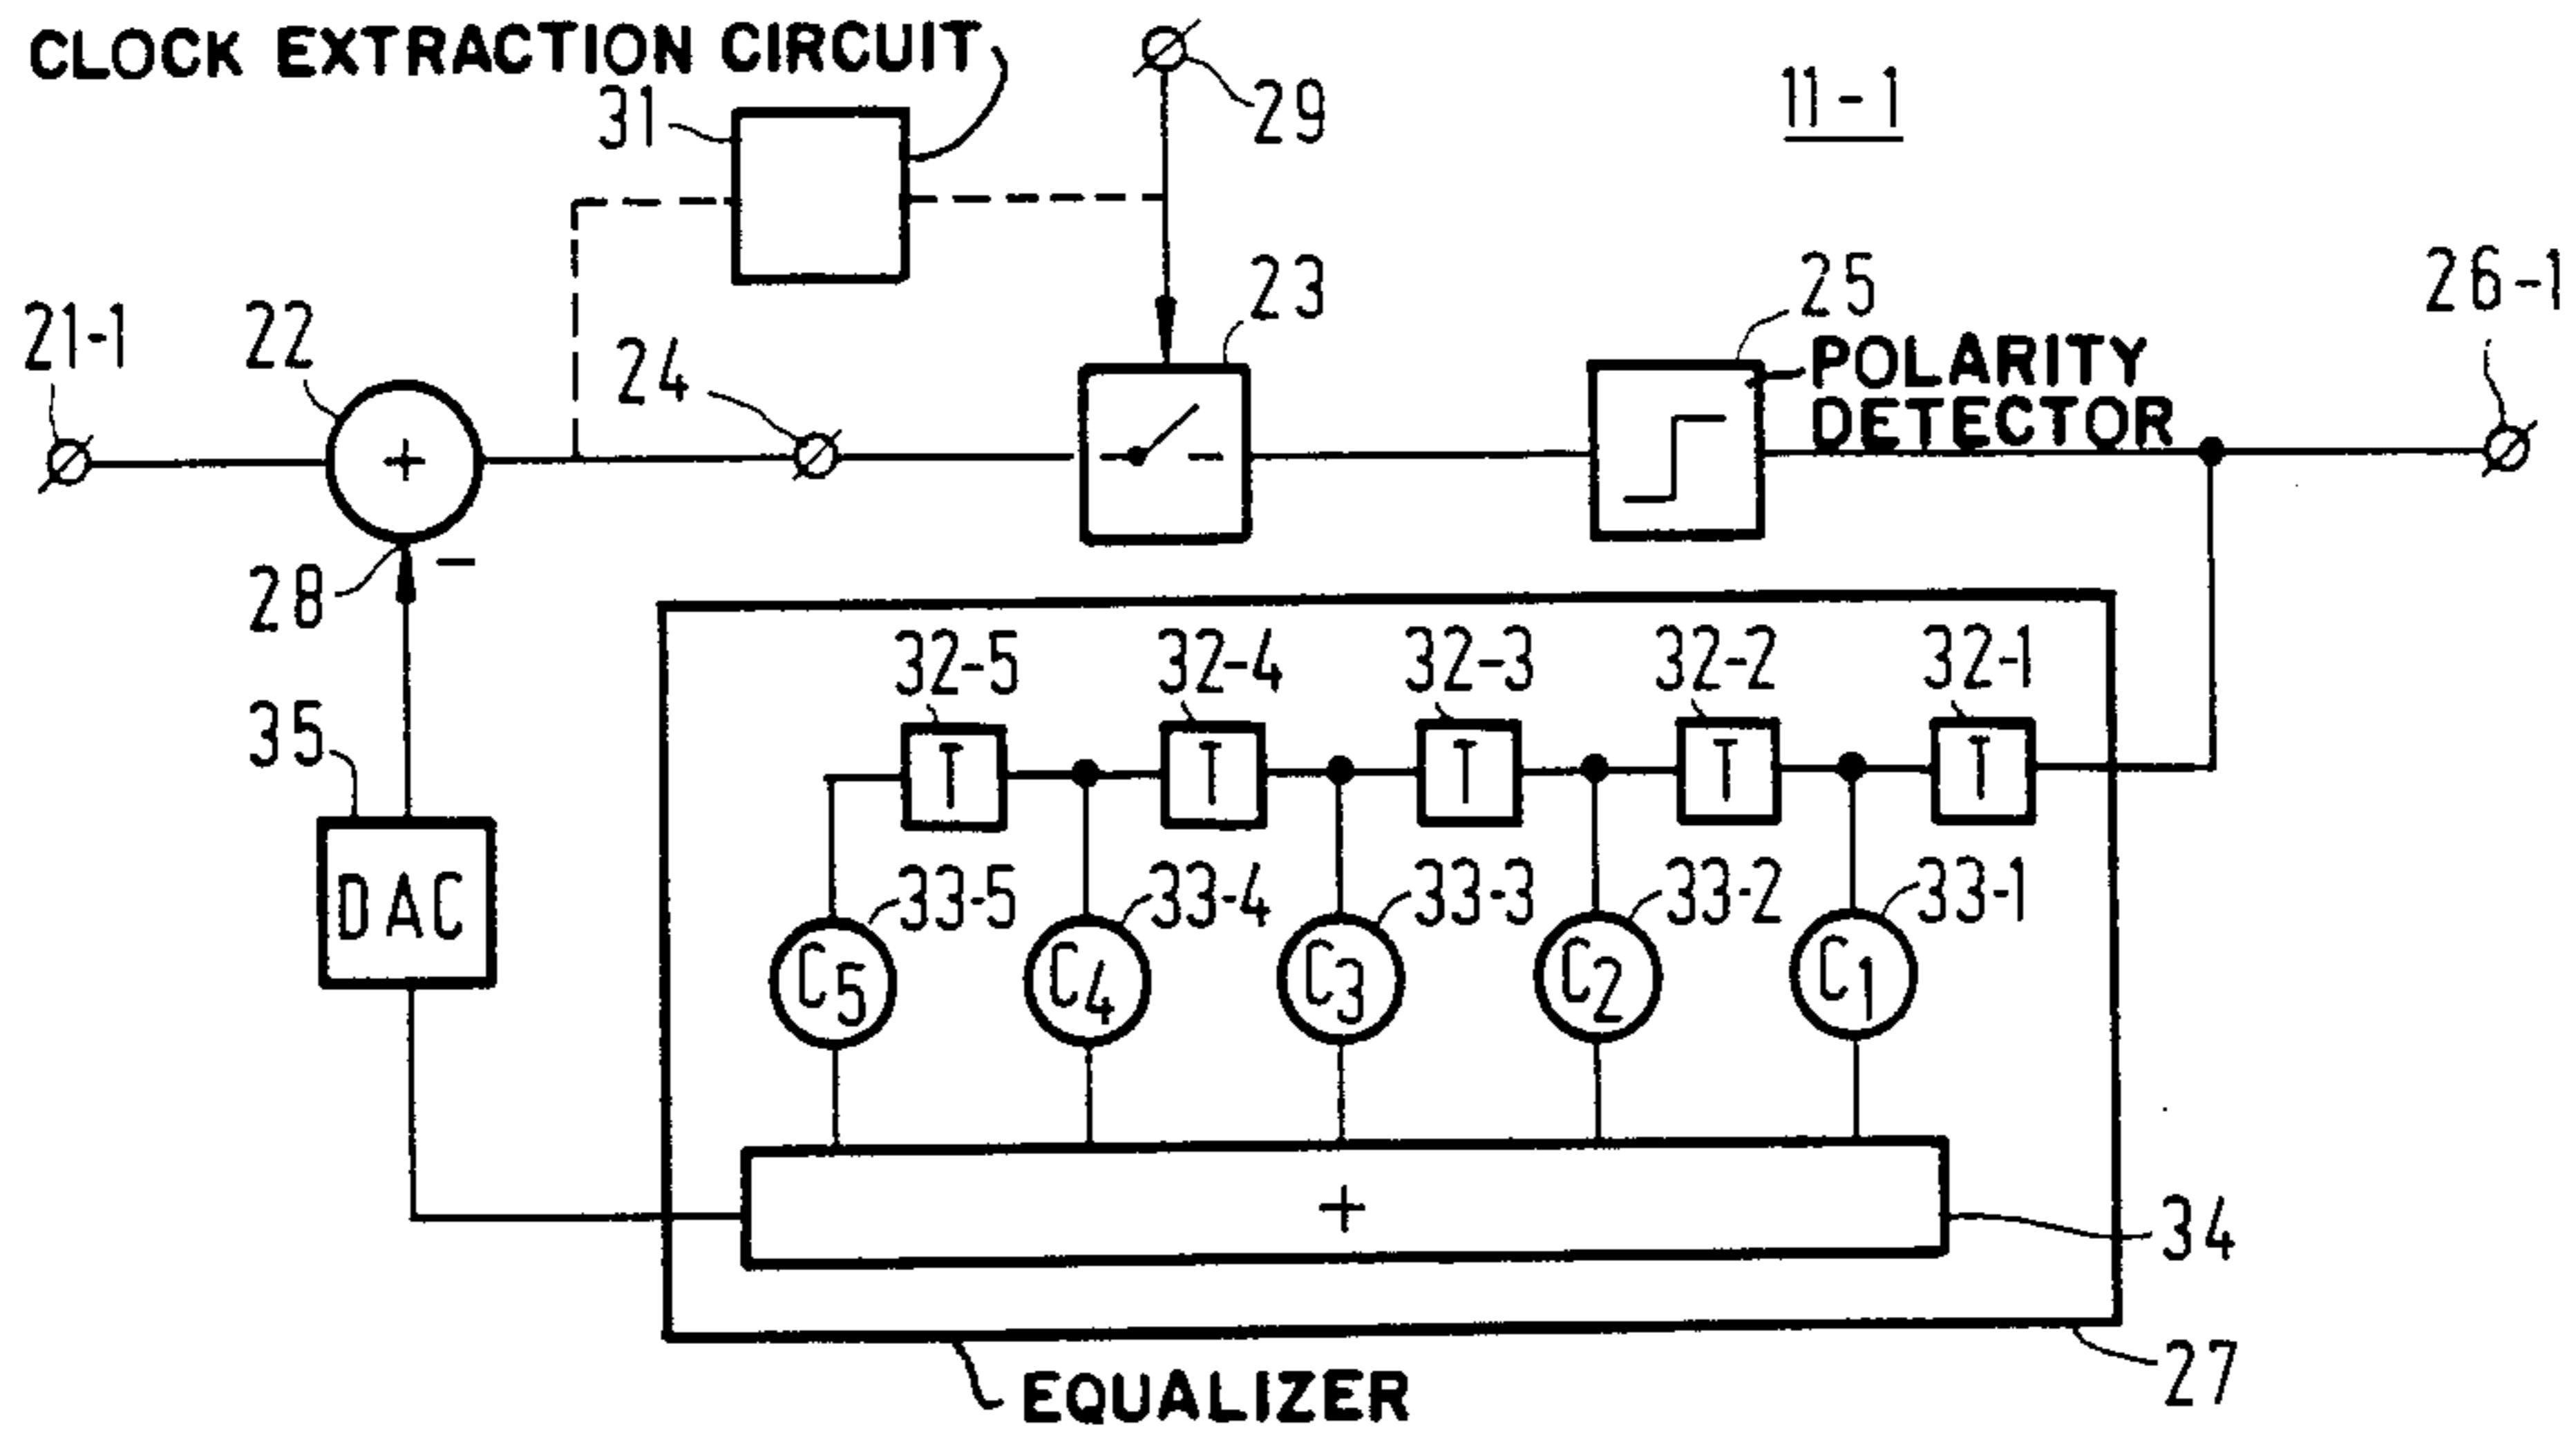 CLOCK EXTRACTION CIRCUIT
31
29
11-1
21-1
22
24
23
25
POLARITY
DETECTOR
26-1
+
28
-
35
DAC
32-5
32-4
32-3
32-2
32-1
T
T
T
T
T
33-5
33-4
33-3
33-2
33-1
C5
C4
C3
C2
C1
+
34
27
EQUALIZER